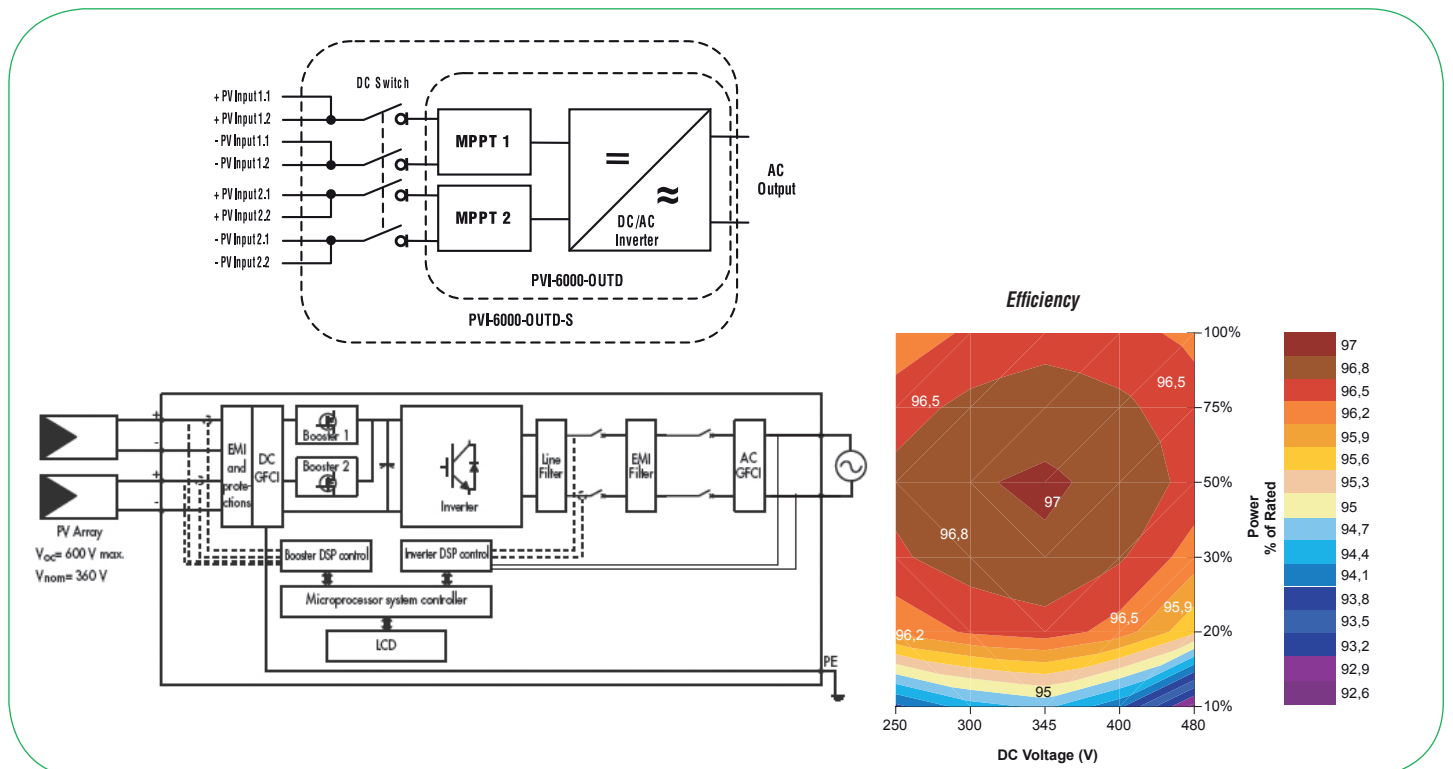 DC Switch
+ PV Input 1.1
+ PV Input 1.2
- PV Input 1.1
- PV Input 1.2
+ PV Input 2.1
+ PV Input 2.2
- PV Input 2.1
- PV Input 2.2
MPPT 1
MPPT 2
=
≈
DC/AC
Inverter
AC
Output
PVI-6000-OUTD
PVI-6000-OUTD-S
+
-
+
-
PV Array
Voc= 600 V max.
Vnom= 360 V
EMI
and
prote-
ctions
DC
GFCI
Booster 1
Booster 2
Inverter
Line
Filter
EMI
Filter
AC
GFCI
Booster DSP control
Inverter DSP control
Microprocessor system controller
LCD
PE
Efficiency
96,5
96,5
97
96,8
96,5
95,9
96,2
95
100%
75%
50%
30%
20%
10%
Power
% of Rated
250
300
345
400
480
DC Voltage (V)
97
96,8
96,5
96,2
95,9
95,6
95,3
95
94,7
94,4
94,1
93,8
93,5
93,2
92,9
92,6